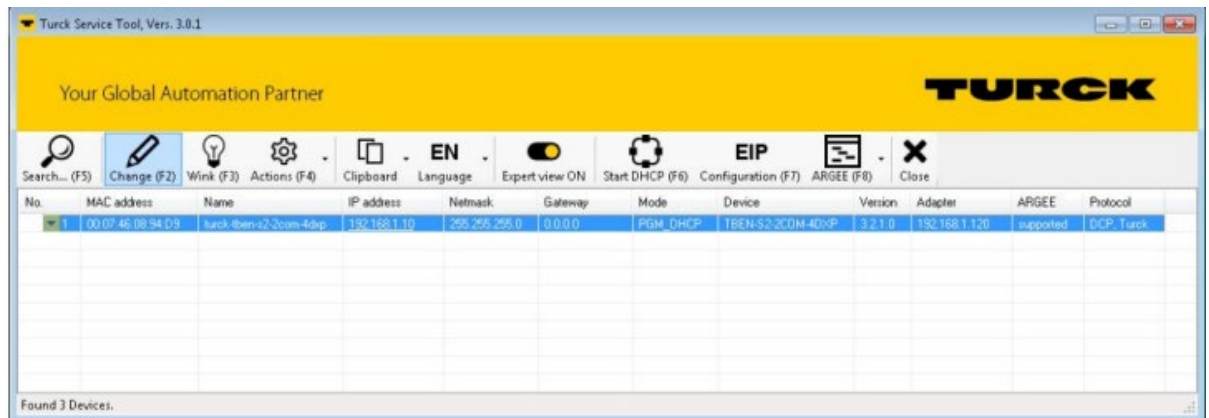 Turck Service Tool, Vers. 3.0.1
Your Global Automation Partner
TURCK
EN
EIP
Search... (F5) Change (F2) Wink (F3) Actions (F4) Clipboard Language Expert view ON Start DHCP (F6) Configuration (F7) ARGEE (F8) Close
No. MAC address Name IP address Netmask Gateway Mode Device Version Adapter ARGEE Protocol
1 00:07:46:08:94:D9 turck-tben-s2-2com-4dxp 192.168.1.10 255.255.255.0 0.0.0.0 PGM_DHCP TBEN-S2-2COM-4DXP 3.2.1.0 192.168.1.120 supported DCP, Turck
Found 3 Devices.